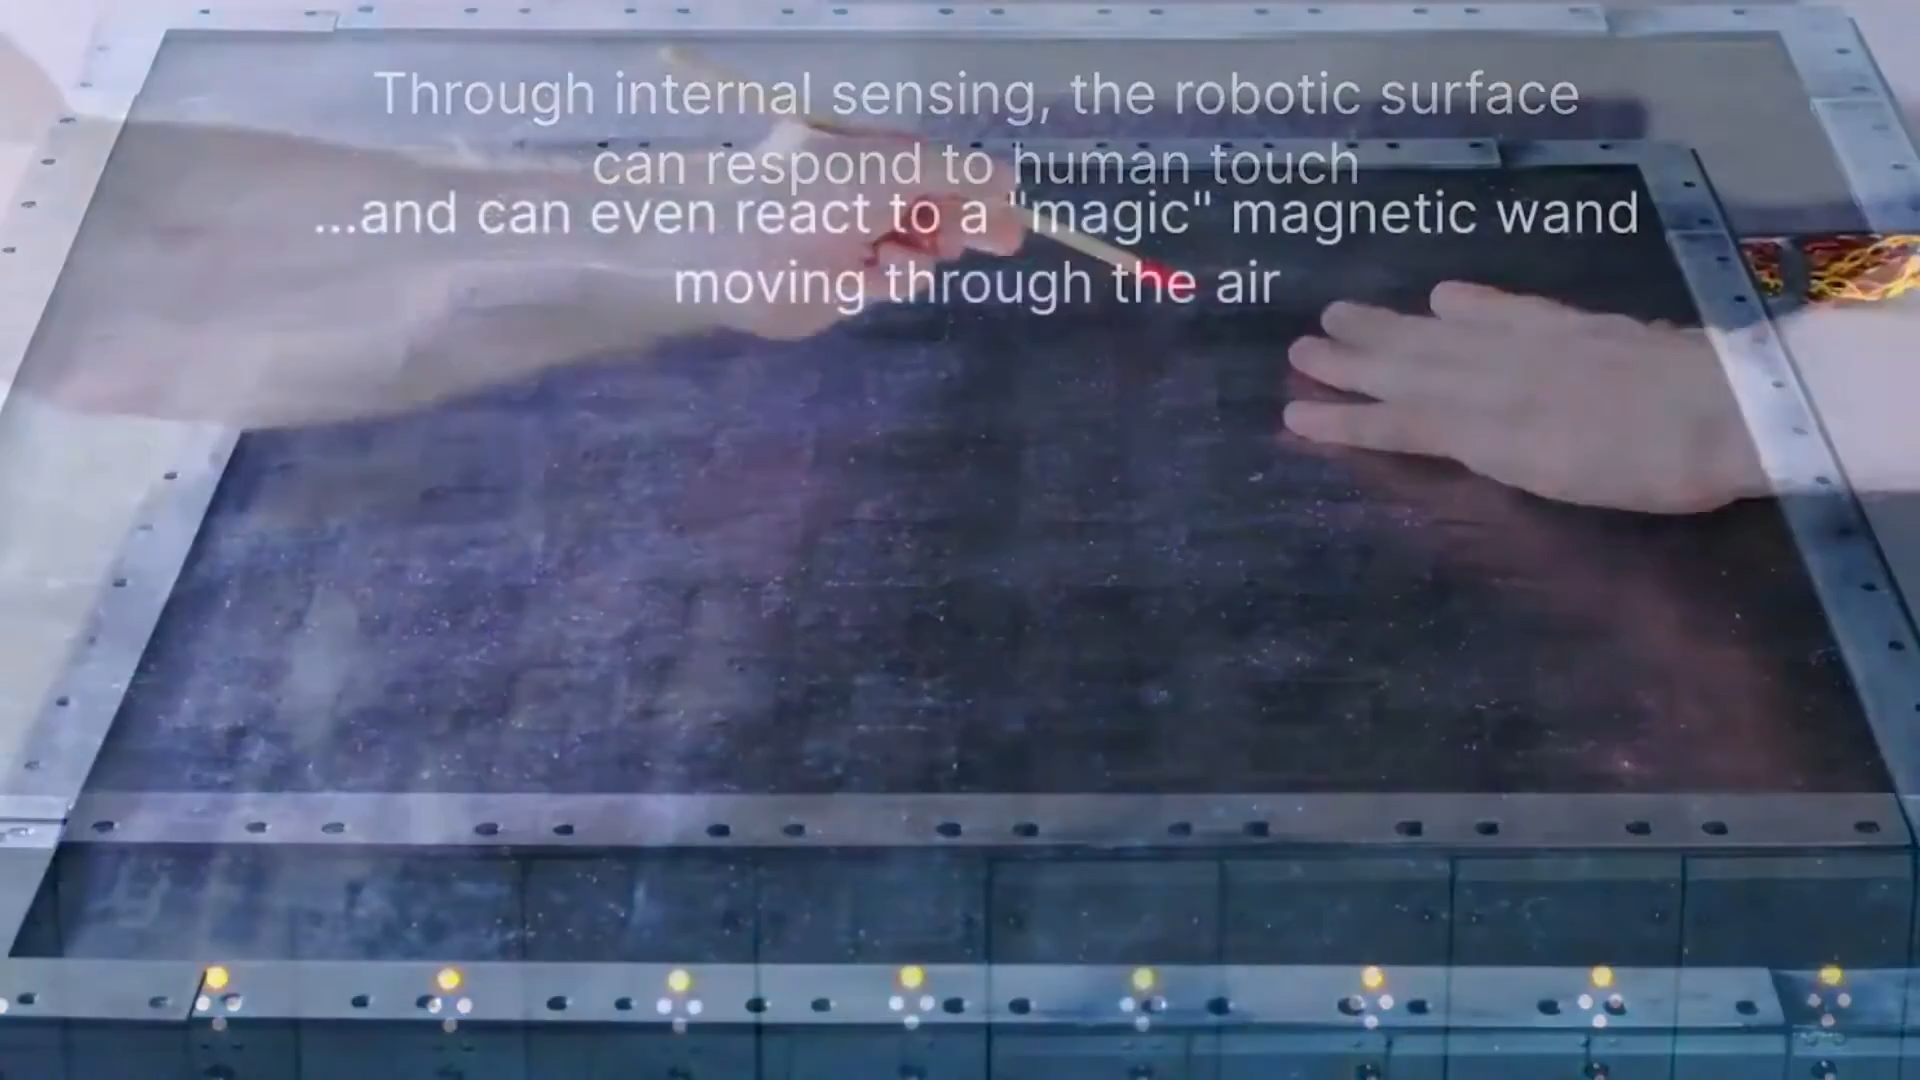 Through internal sensing, the robotic surface
can respond to human touch
...and can even react to a "magic" magnetic wand
moving through the air